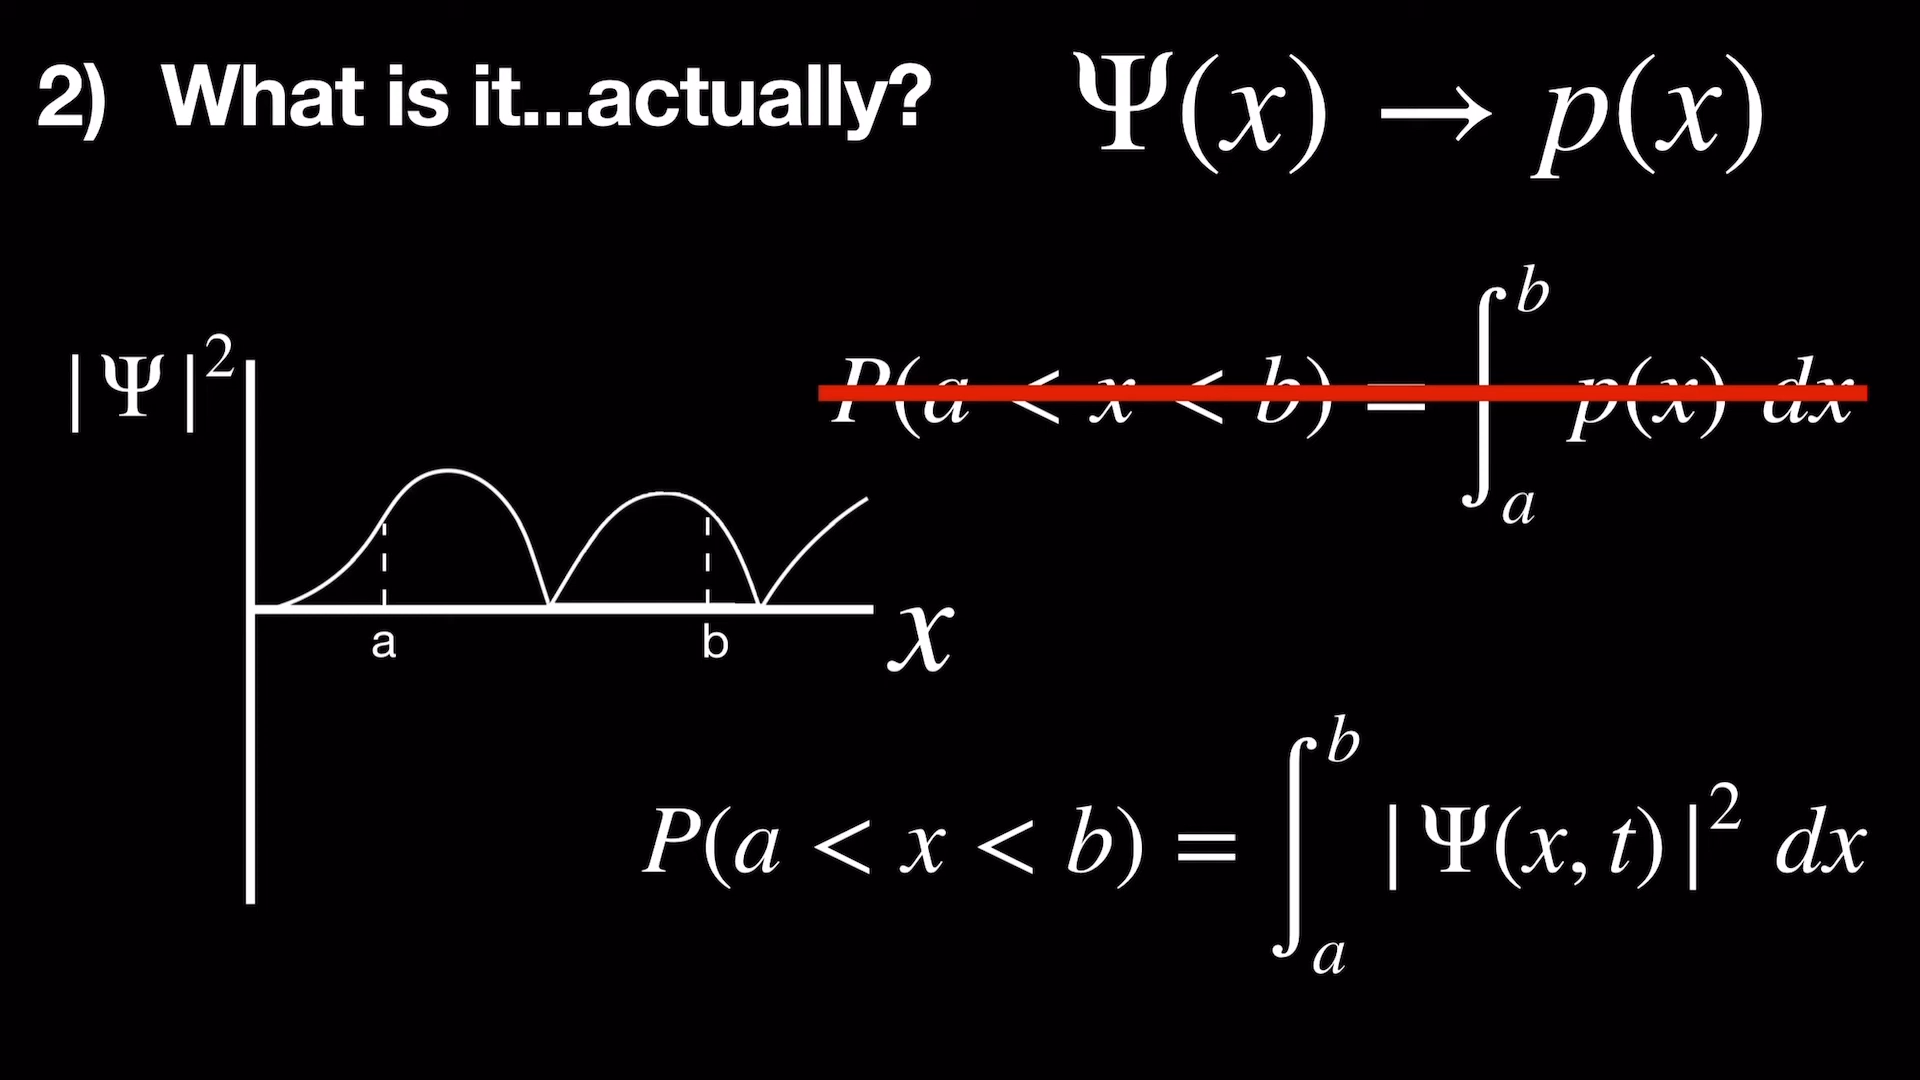 2) What is it...actually? Ψ(x) → p(x)
P(a < x < b) = ∫_a^b p(x) dx
|Ψ|²
a b x
P(a < x < b) = ∫_a^b |Ψ(x, t)|² dx